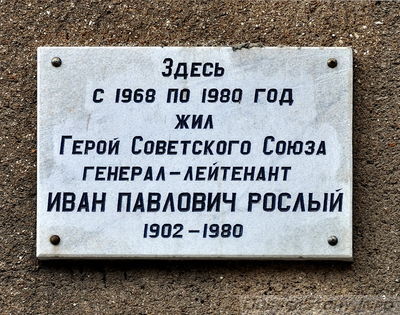 Здесь
с 1968 по 1980 год
жил
Герой Советского Союза
генерал-лейтенант
ИВАН ПАВЛОВИЧ РОСЛЫЙ
1902-1980